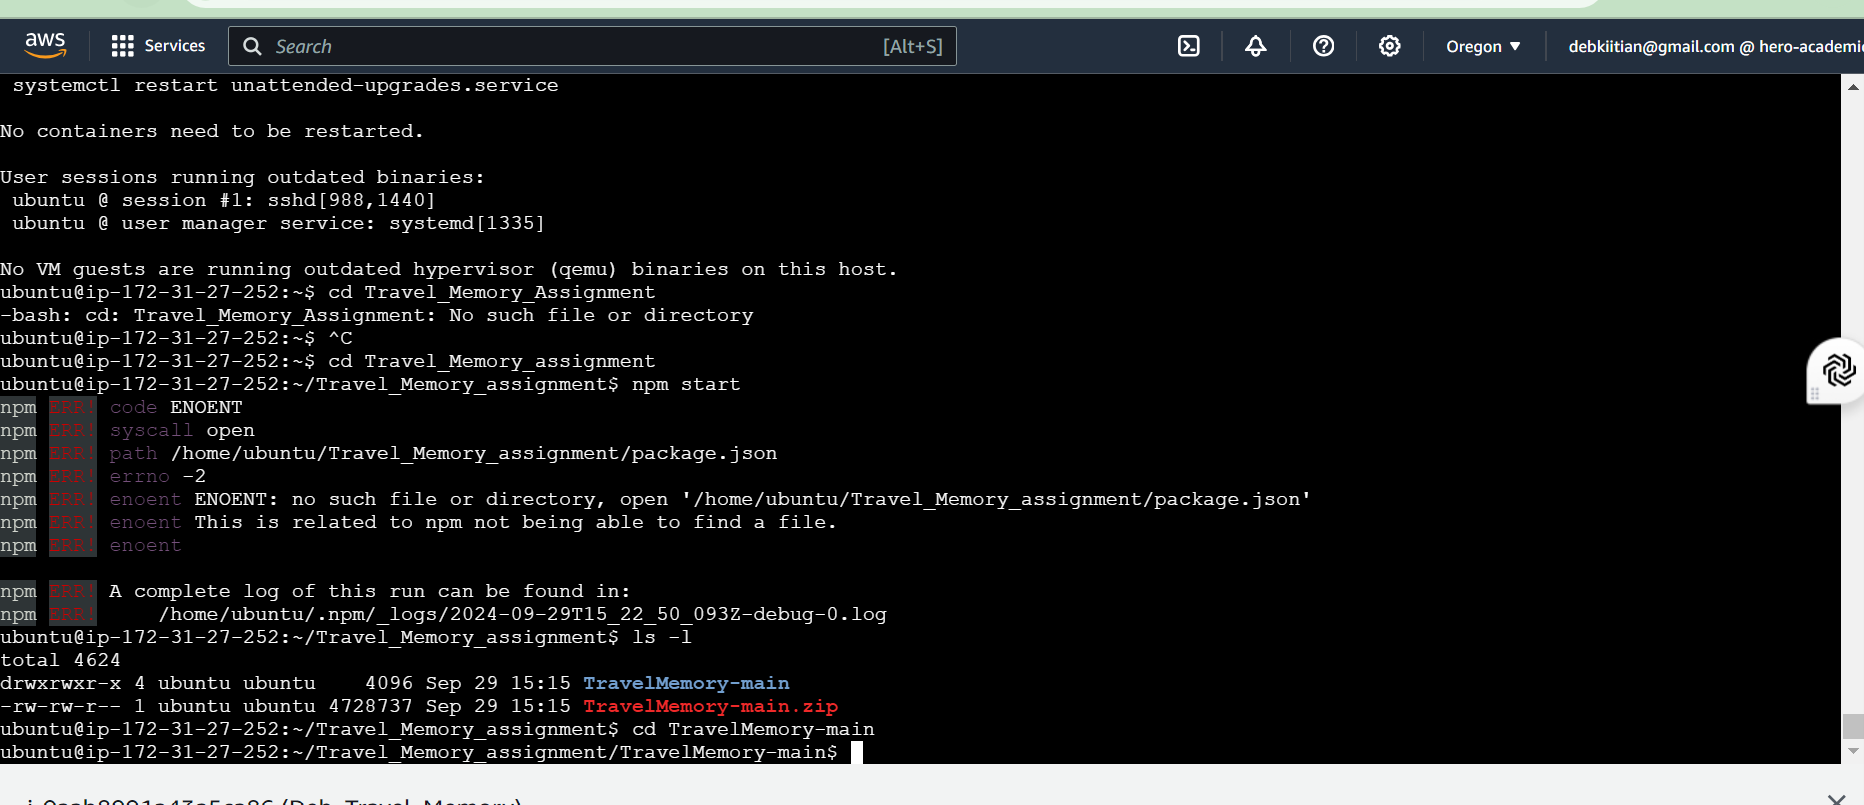 aws Services Search [Alt+S] Oregon ▼ debkiitian@gmail.com @ hero-academi
systemctl restart unattended-upgrades.service
No containers need to be restarted.
User sessions running outdated binaries:
ubuntu @ session #1: sshd[988,1440]
ubuntu @ user manager service: systemd[1335]
No VM guests are running outdated hypervisor (qemu) binaries on this host.
ubuntu@ip-172-31-27-252:~$ cd Travel_Memory_Assignment
-bash: cd: Travel_Memory_Assignment: No such file or directory
ubuntu@ip-172-31-27-252:~$ ^C
ubuntu@ip-172-31-27-252:~$ cd Travel_Memory_assignment
ubuntu@ip-172-31-27-252:~/Travel_Memory_assignment$ npm start
npm ERR! code ENOENT
npm ERR! syscall open
npm ERR! path /home/ubuntu/Travel_Memory_assignment/package.json
npm ERR! errno -2
npm ERR! enoent ENOENT: no such file or directory, open '/home/ubuntu/Travel_Memory_assignment/package.json'
npm ERR! enoent This is related to npm not being able to find a file.
npm ERR! enoent
npm ERR! A complete log of this run can be found in:
npm ERR!     /home/ubuntu/.npm/_logs/2024-09-29T15_22_50_093Z-debug-0.log
ubuntu@ip-172-31-27-252:~/Travel_Memory_assignment$ ls -l
total 4624
drwxrwxr-x 4 ubuntu ubuntu    4096 Sep 29 15:15 TravelMemory-main
-rw-rw-r-- 1 ubuntu ubuntu 4728737 Sep 29 15:15 TravelMemory-main.zip
ubuntu@ip-172-31-27-252:~/Travel_Memory_assignment$ cd TravelMemory-main
ubuntu@ip-172-31-27-252:~/Travel_Memory_assignment/TravelMemory-main$
(Deb_Travel_Memory)